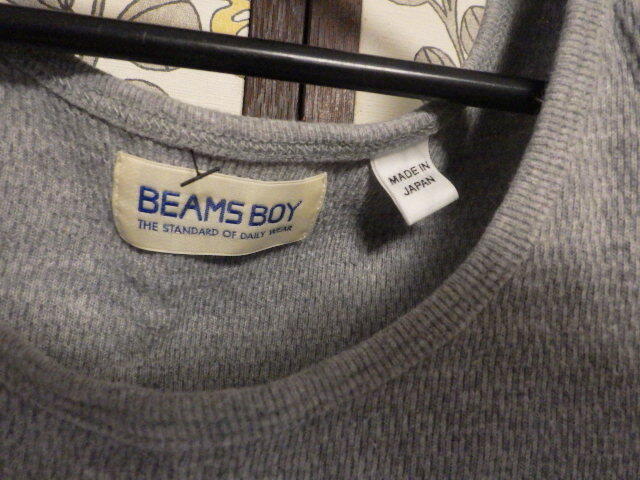 BEAMS BOY
THE STANDARD OF DAILY WEAR
MADE IN
JAPAN